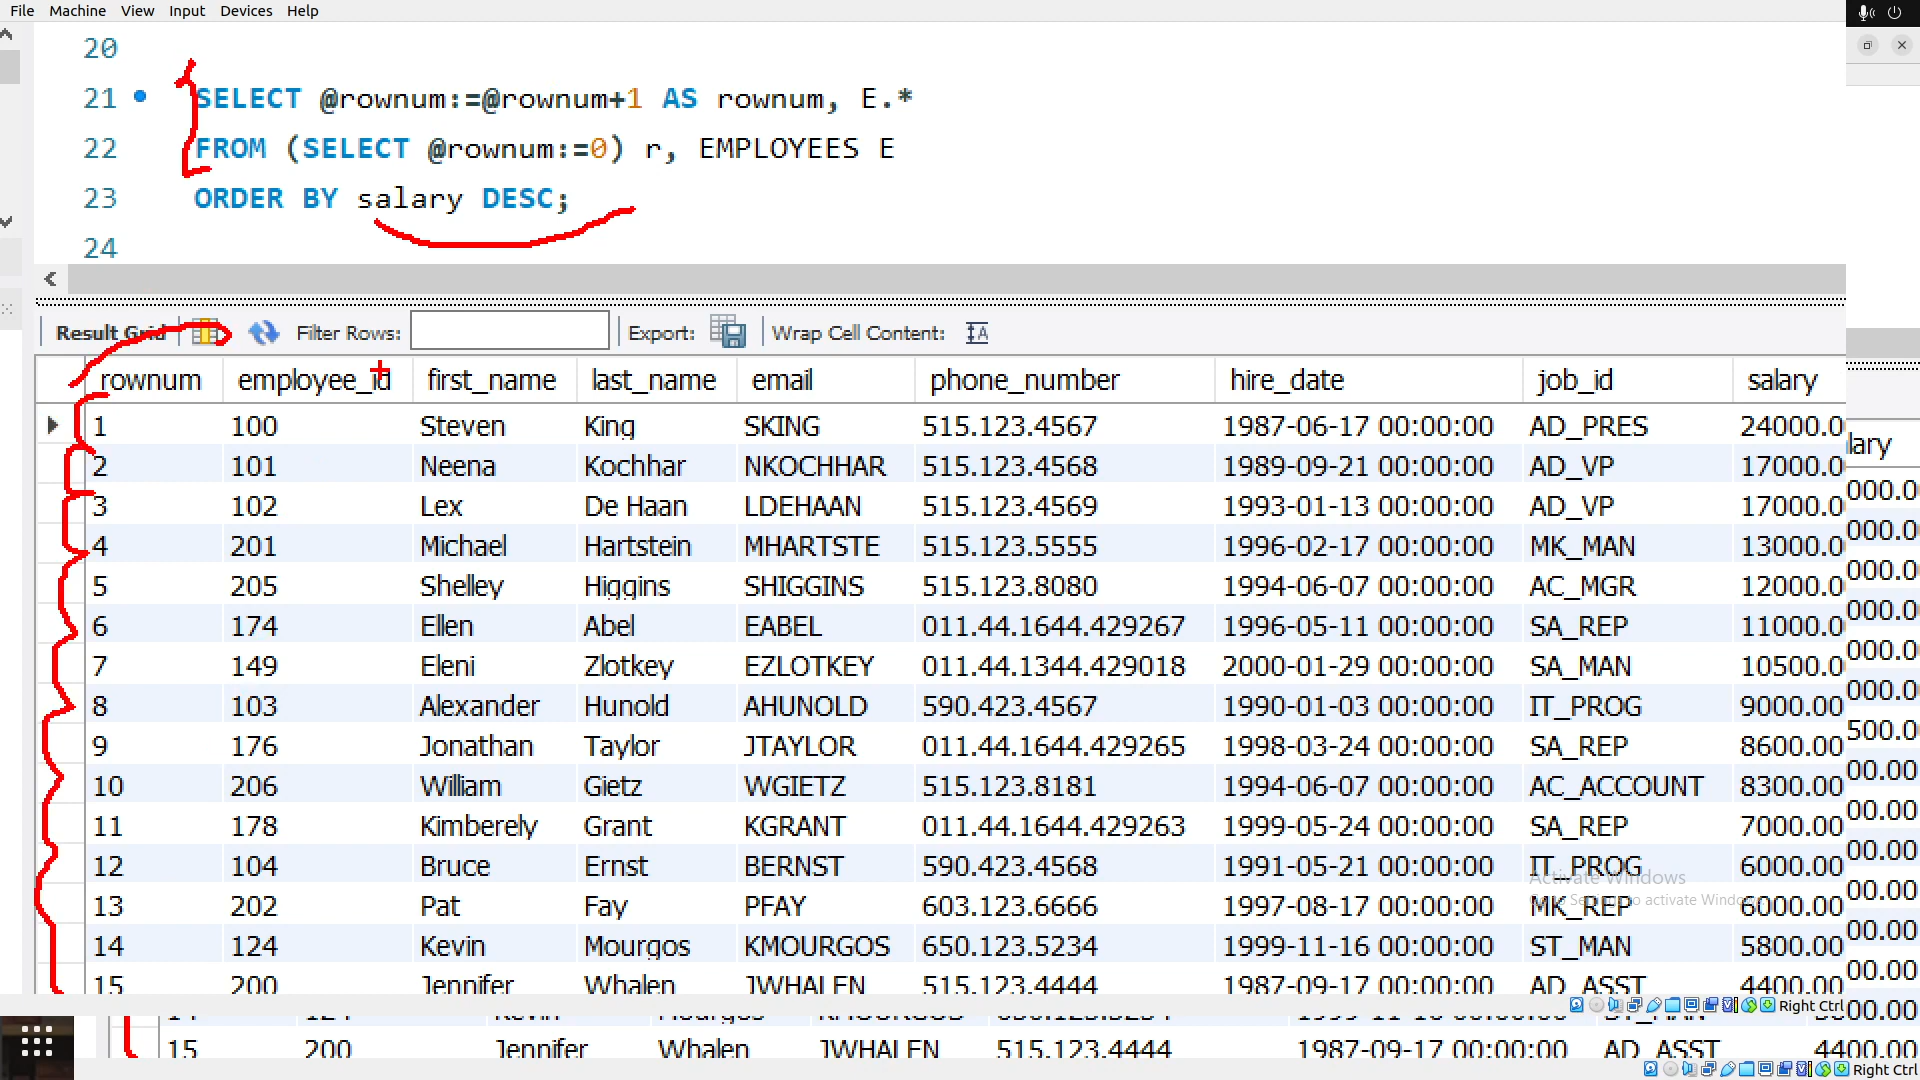 File Machine View Input Devices Help
20
21 SELECT @rownum:=@rownum+1 AS rownum, E.*
22 FROM (SELECT @rownum:=0) r, EMPLOYEES E
23 ORDER BY salary DESC;
24
Result Grid Filter Rows: Export: Wrap Cell Content:
rownum employee_id first_name last_name email phone_number hire_date job_id salary
1 100 Steven King SKING 515.123.4567 1987-06-17 00:00:00 AD_PRES 24000.0
2 101 Neena Kochhar NKOCHHAR 515.123.4568 1989-09-21 00:00:00 AD_VP 17000.0
3 102 Lex De Haan LDEHAAN 515.123.4569 1993-01-13 00:00:00 AD_VP 17000.0
4 201 Michael Hartstein MHARTSTE 515.123.5555 1996-02-17 00:00:00 MK_MAN 13000.0
5 205 Shelley Higgins SHIGGINS 515.123.8080 1994-06-07 00:00:00 AC_MGR 12000.0
6 174 Ellen Abel EABEL 011.44.1644.429267 1996-05-11 00:00:00 SA_REP 11000.0
7 149 Eleni Zlotkey EZLOTKEY 011.44.1344.429018 2000-01-29 00:00:00 SA_MAN 10500.0
8 103 Alexander Hunold AHUNOLD 590.423.4567 1990-01-03 00:00:00 IT_PROG 9000.00
9 176 Jonathan Taylor JTAYLOR 011.44.1644.429265 1998-03-24 00:00:00 SA_REP 8600.00
10 206 William Gietz WGIETZ 515.123.8181 1994-06-07 00:00:00 AC_ACCOUNT 8300.00
11 178 Kimberely Grant KGRANT 011.44.1644.429263 1999-05-24 00:00:00 SA_REP 7000.00
12 104 Bruce Ernst BERNST 590.423.4568 1991-05-21 00:00:00 IT_PROG 6000.00
Activate Windows
13 202 Pat Fay PFAY 603.123.6666 1997-08-17 00:00:00 MK_REP 6000.00
to activate Windows
14 124 Kevin Mourgos KMOURGOS 650.123.5234 1999-11-16 00:00:00 ST_MAN 5800.00
15 200 Jennifer Whalen JWHALEN 515.123.4444 1987-09-17 00:00:00 AD_ASST 4400.00
Right Ctrl
15 200 Jennifer Whalen JWHALEN 515.123.4444 1987-09-17 00:00:00 AD_ASST 4400.00
Right Ctrl